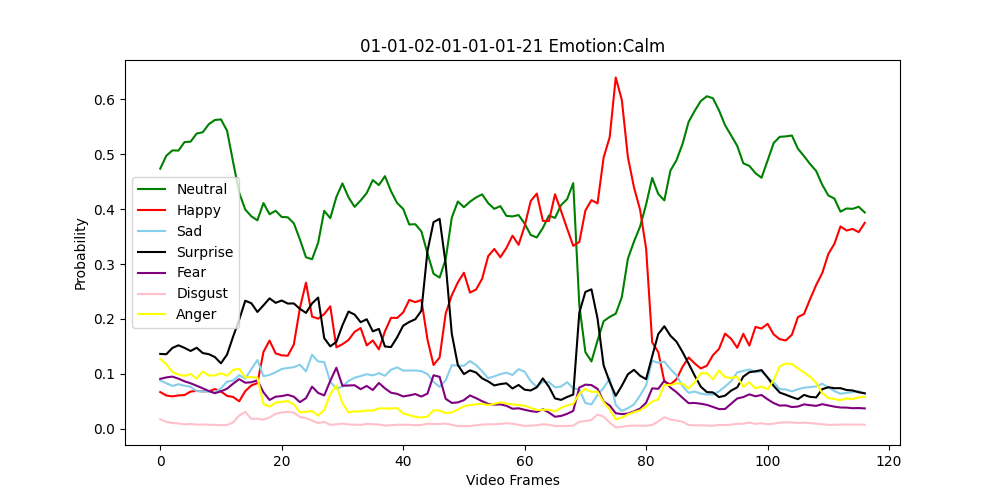 01-01-02-01-01-01-21 Emotion:Calm
Probability
0.6
0.5
0.4
0.3
0.2
0.1
0.0
Neutral
Happy
Sad
Surprise
Fear
Disgust
Anger
0 20 40 60 80 100 120
Video Frames